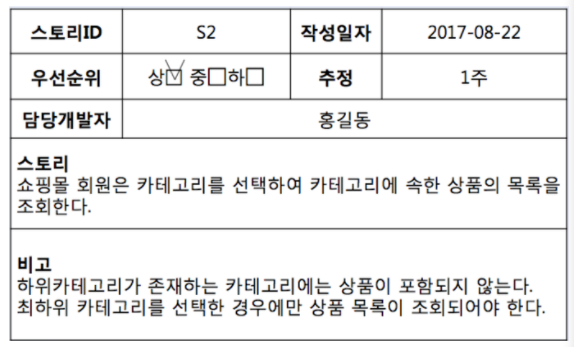 스토리ID S2 작성일자 2017-08-22
우선순위 상☑ 중□하□ 추정 1주
담당개발자 홍길동
스토리
쇼핑몰 회원은 카테고리를 선택하여 카테고리에 속한 상품의 목록을
조회한다.
비고
하위카테고리가 존재하는 카테고리에는 상품이 포함되지 않는다.
최하위 카테고리를 선택한 경우에만 상품 목록이 조회되어야 한다.